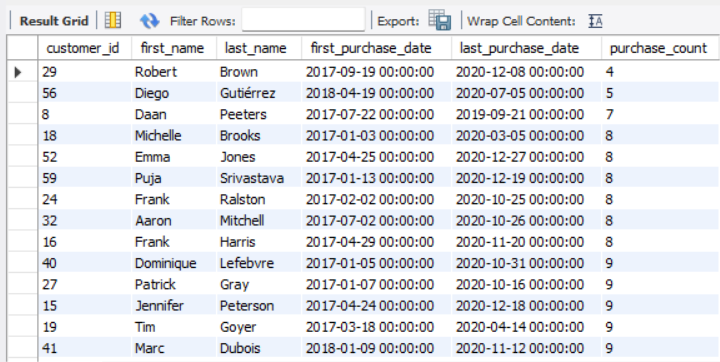 Result Grid Filter Rows: Export: Wrap Cell Content: IA
customer_id first_name last_name first_purchase_date last_purchase_date purchase_count
29 Robert Brown 2017-09-19 00:00:00 2020-12-08 00:00:00 4
56 Diego Gutiérrez 2018-04-19 00:00:00 2020-07-05 00:00:00 5
8 Daan Peeters 2017-07-22 00:00:00 2019-09-21 00:00:00 7
18 Michelle Brooks 2017-01-03 00:00:00 2020-03-05 00:00:00 8
52 Emma Jones 2017-04-25 00:00:00 2020-12-27 00:00:00 8
59 Puja Srivastava 2017-01-13 00:00:00 2020-12-19 00:00:00 8
24 Frank Ralston 2017-02-02 00:00:00 2020-10-25 00:00:00 8
32 Aaron Mitchell 2017-07-02 00:00:00 2020-10-26 00:00:00 8
16 Frank Harris 2017-04-29 00:00:00 2020-11-20 00:00:00 8
40 Dominique Lefebvre 2017-01-05 00:00:00 2020-10-31 00:00:00 9
27 Patrick Gray 2017-01-07 00:00:00 2020-10-16 00:00:00 9
15 Jennifer Peterson 2017-04-24 00:00:00 2020-12-18 00:00:00 9
19 Tim Goyer 2017-03-18 00:00:00 2020-04-14 00:00:00 9
41 Marc Dubois 2018-01-09 00:00:00 2020-11-12 00:00:00 9